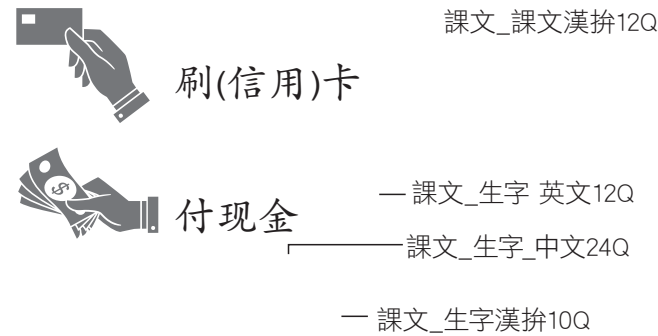 課文_課文漢拚12Q
刷(信用)卡
$
付现金
課文_生字 英文12Q
課文_生字_中文24Q
課文_生字漢拚10Q